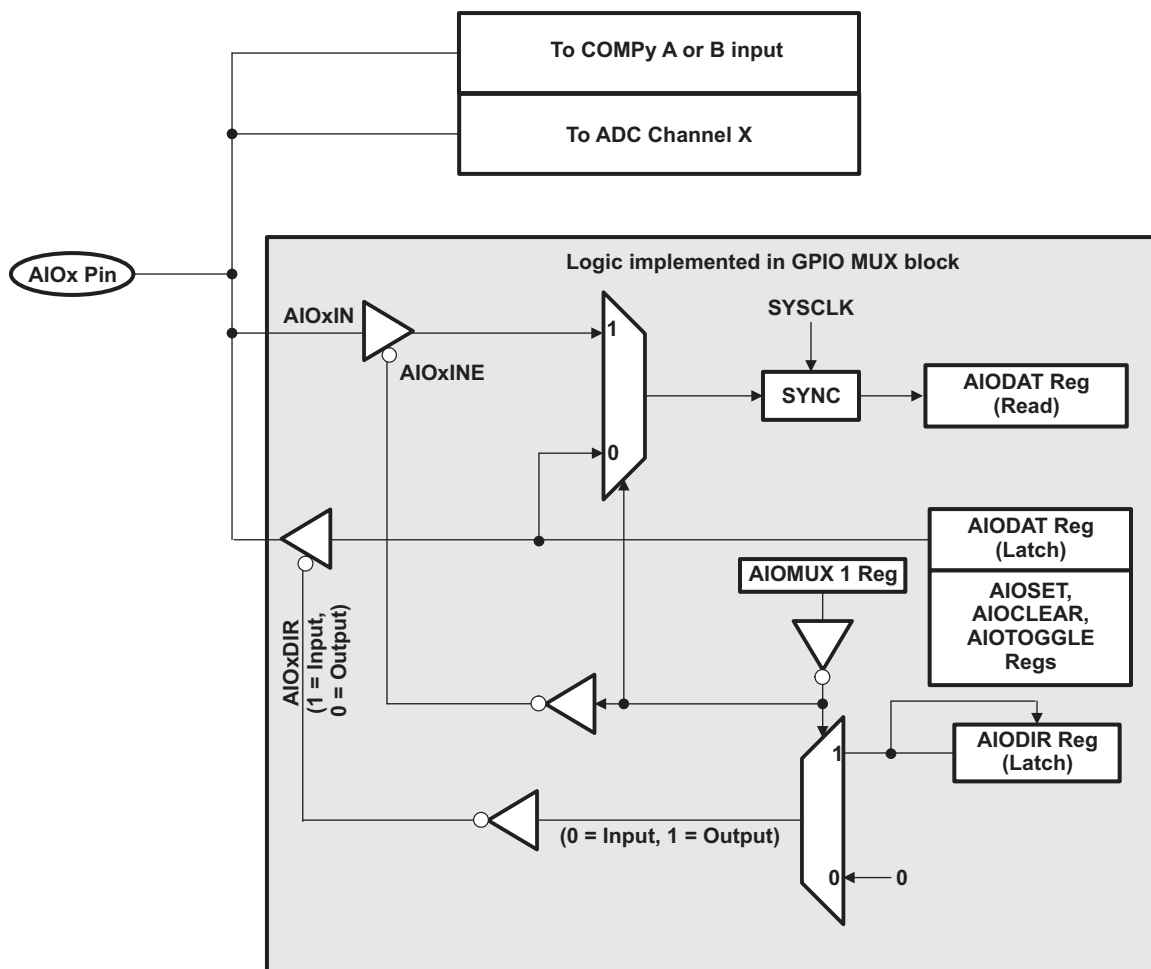 To COMPy A or B input
To ADC Channel X
AIOx Pin
Logic implemented in GPIO MUX block
AIOxIN
AIOxINE
1
0
SYSCLK
SYNC
AIODAT Reg
(Read)
AIODAT Reg
(Latch)
AIOSET,
AIOCLEAR,
AIOTOGGLE
Regs
AIOMUX 1 Reg
AIOxDIR
(1 = Input,
0 = Output)
1
AIODIR Reg
(Latch)
(0 = Input, 1 = Output)
0
0